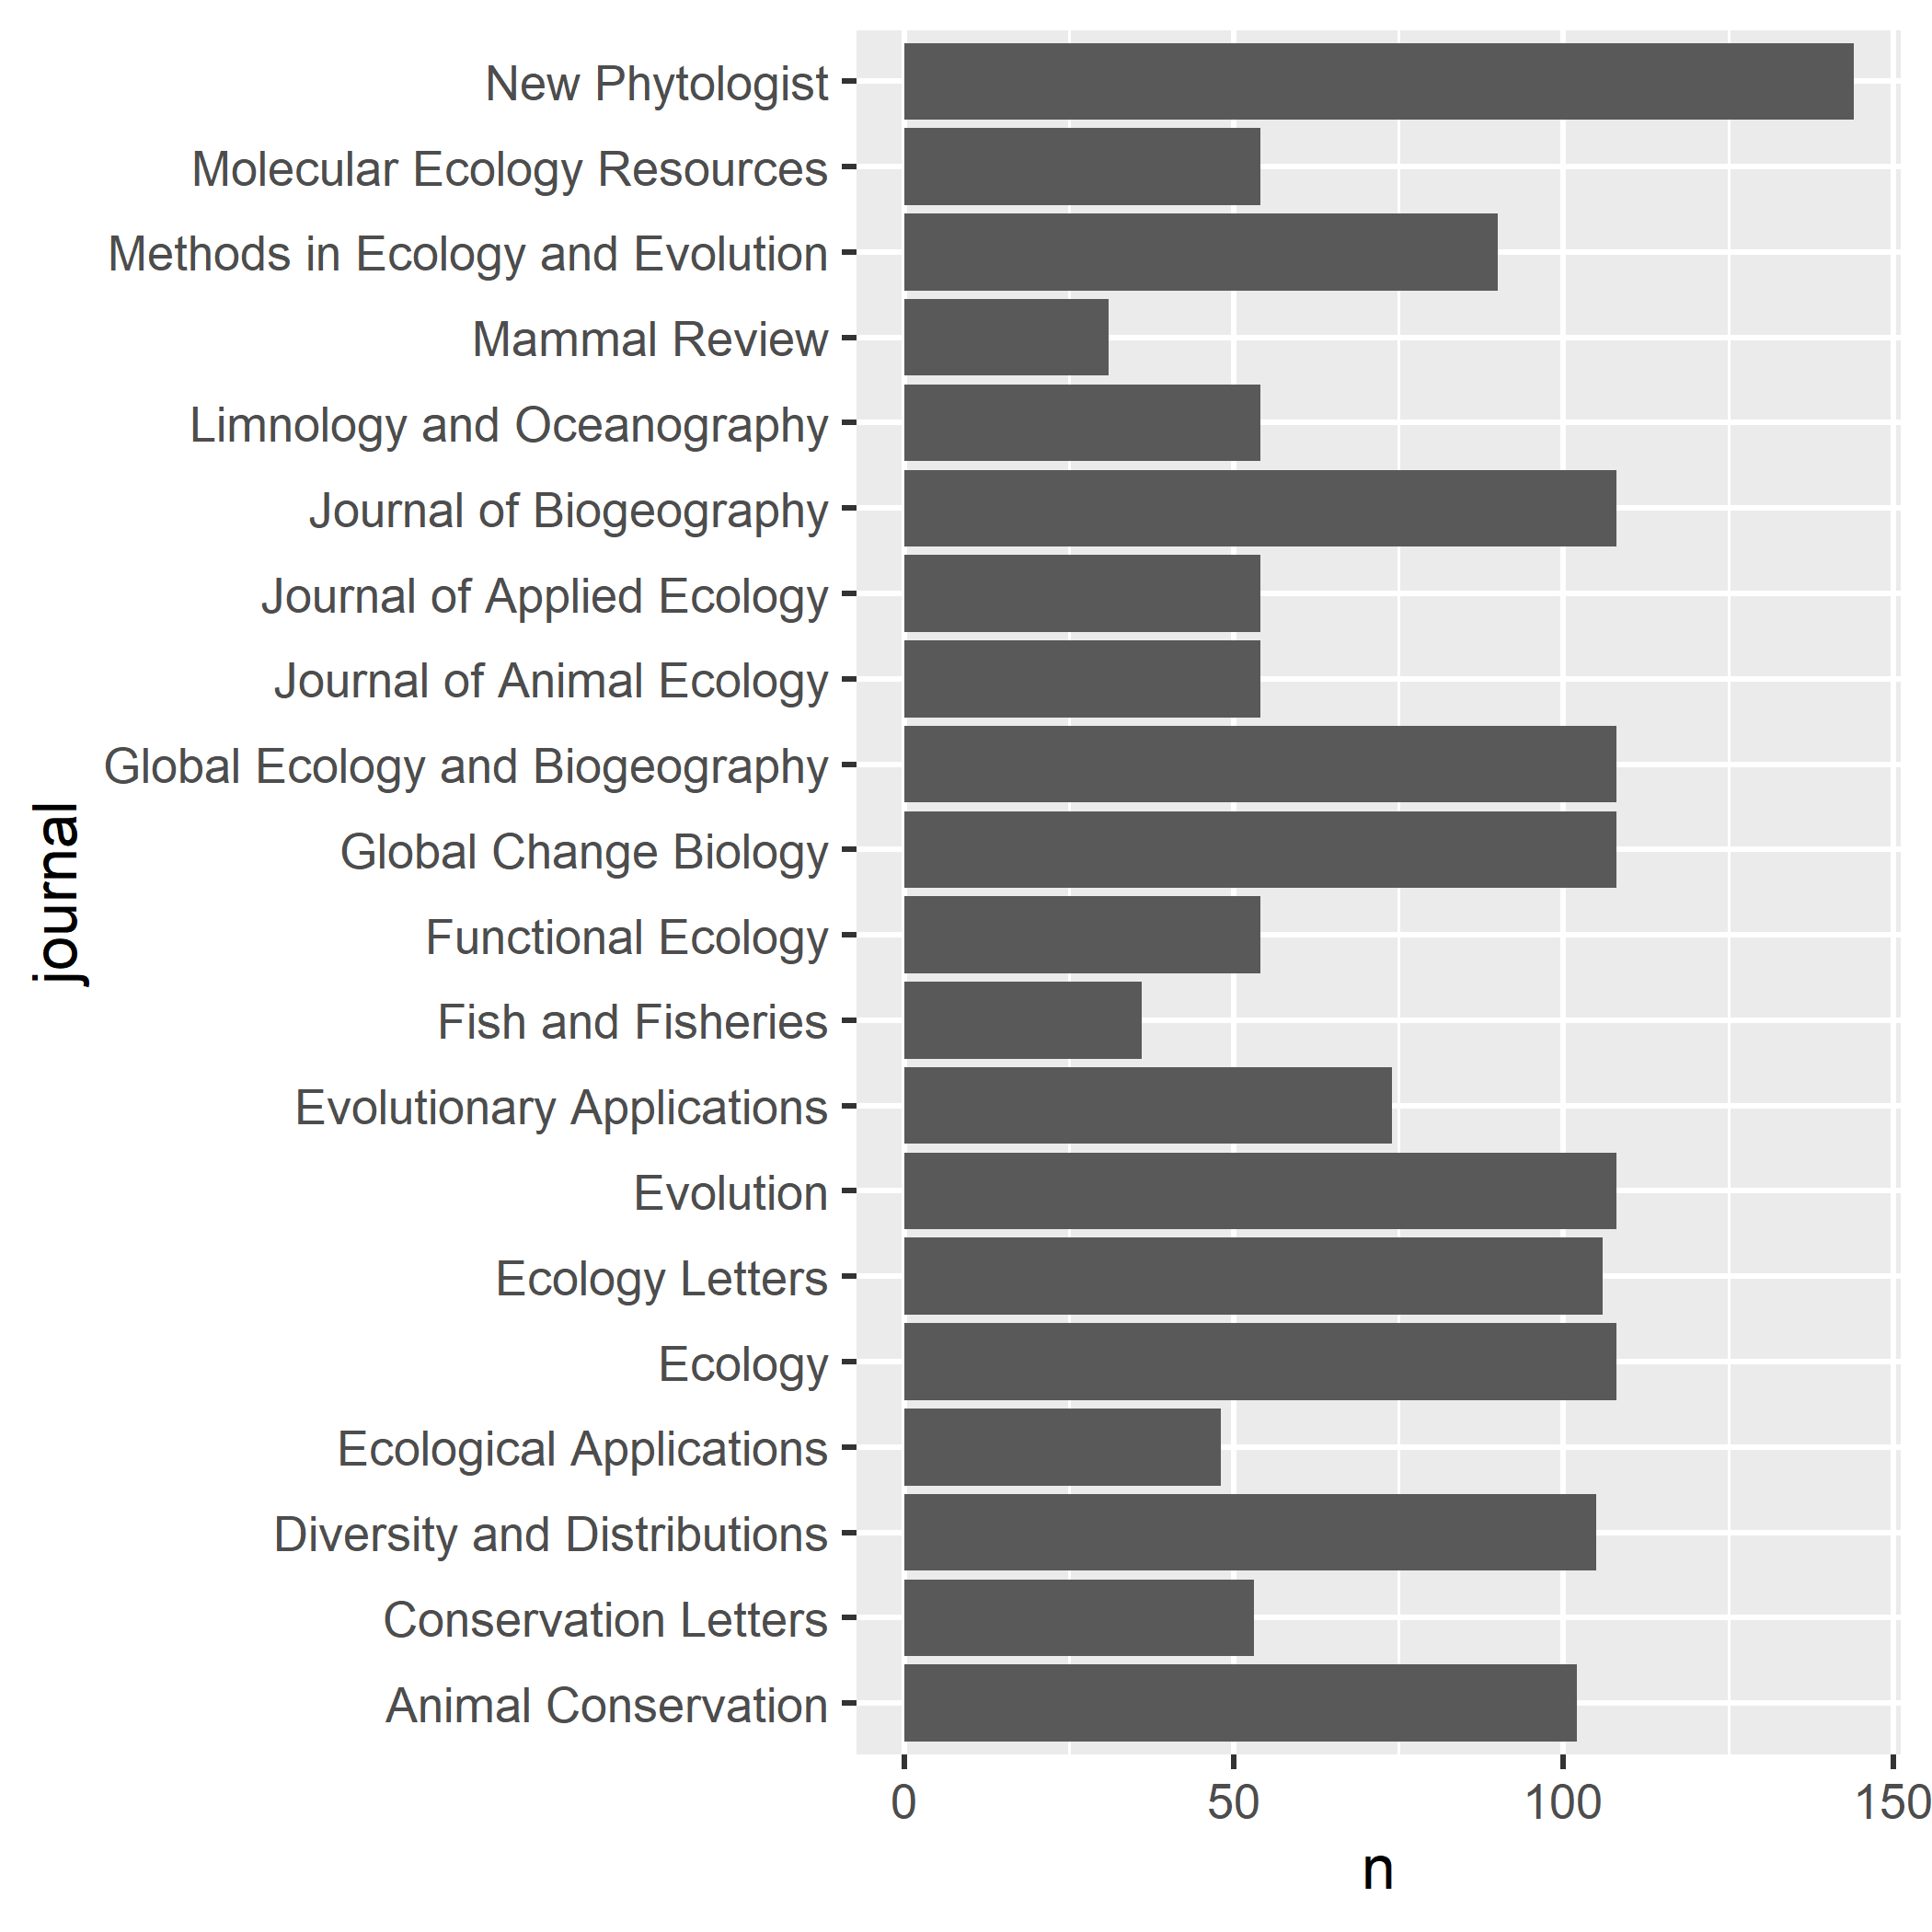 New Phytologist
Molecular Ecology Resources
Methods in Ecology and Evolution
Mammal Review
Limnology and Oceanography
Journal of Biogeography
Journal of Applied Ecology
Journal of Animal Ecology
Global Ecology and Biogeography
Global Change Biology
Functional Ecology
Fish and Fisheries
Evolutionary Applications
Evolution
Ecology Letters
Ecology
Ecological Applications
Diversity and Distributions
Conservation Letters
Animal Conservation
journal
0 50 100 150
n